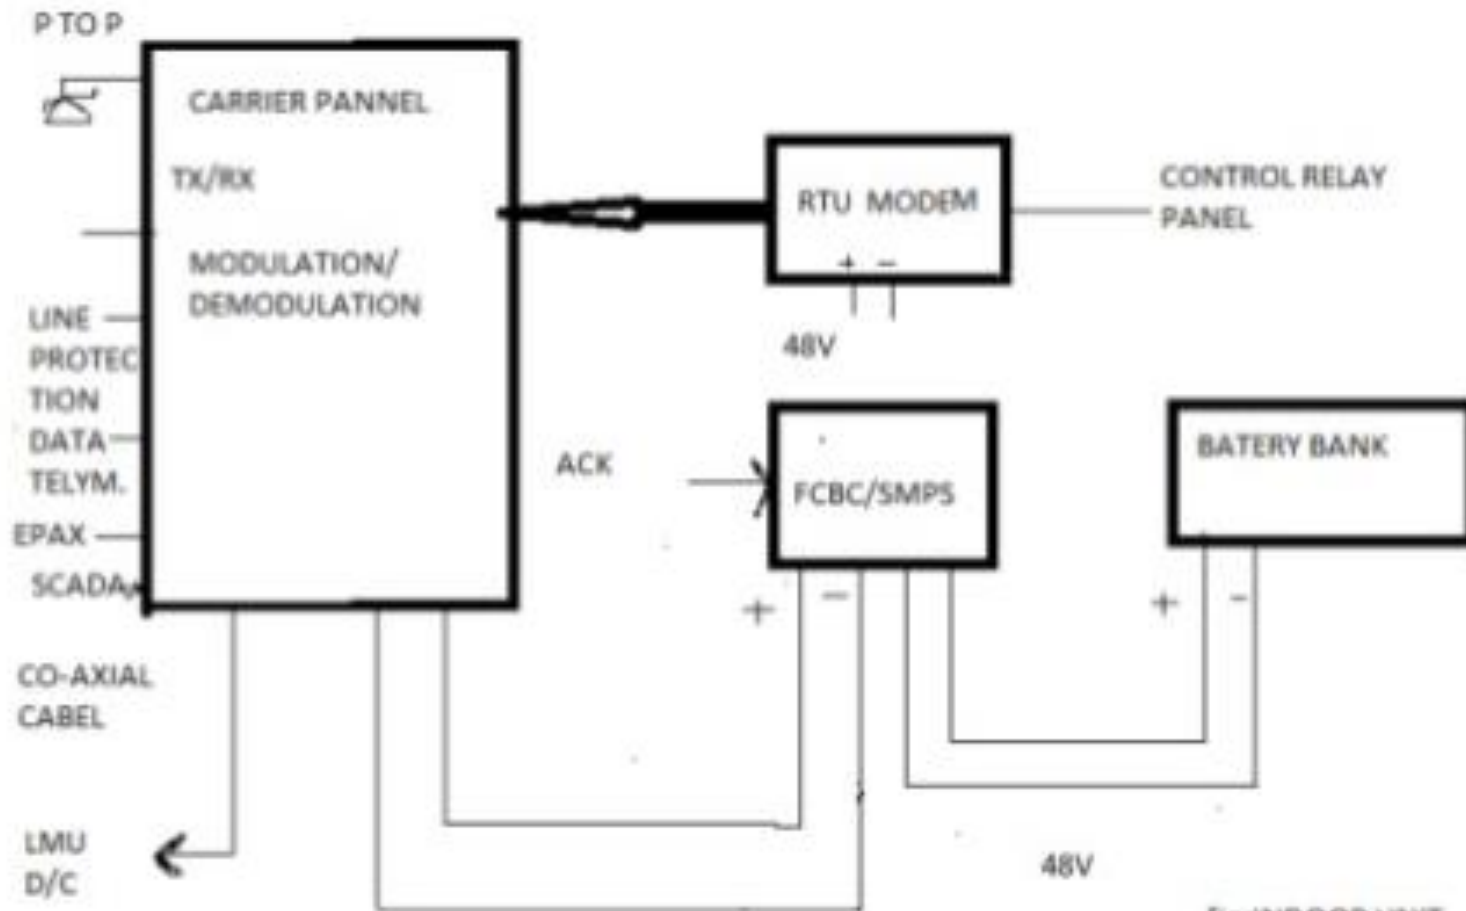 P TO P
CARRIER PANNEL
TX/RX
MODULATION/
DEMODULATION
RTU MODEM
+ -
48V
CONTROL RELAY
PANEL
LINE
PROTEC
TION
DATA
TELYM.
EPAX
SCADA
ACK
FCBC/SMPS
+ -
BATERY BANK
+ -
CO-AXIAL
CABEL
LMU
D/C
48V